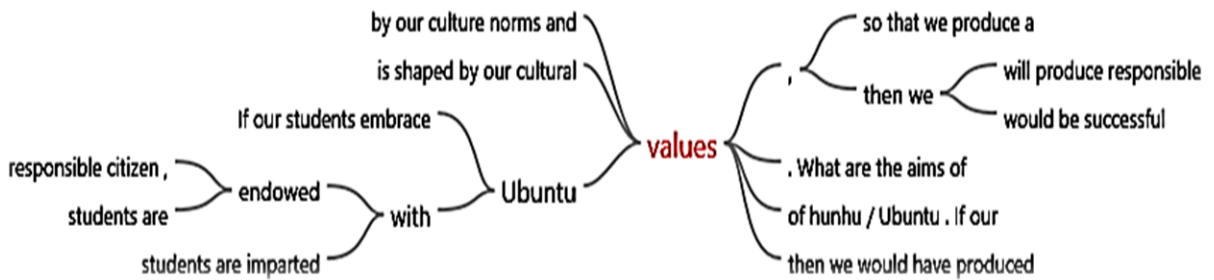 by our culture norms and
is shaped by our cultural
If our students embrace
responsible citizen ,
students are
endowed
students are imparted
with
Ubuntu
values
,
so that we produce a
then we
will produce responsible
would be successful
. What are the aims of
of hunhu / Ubuntu . If our
then we would have produced